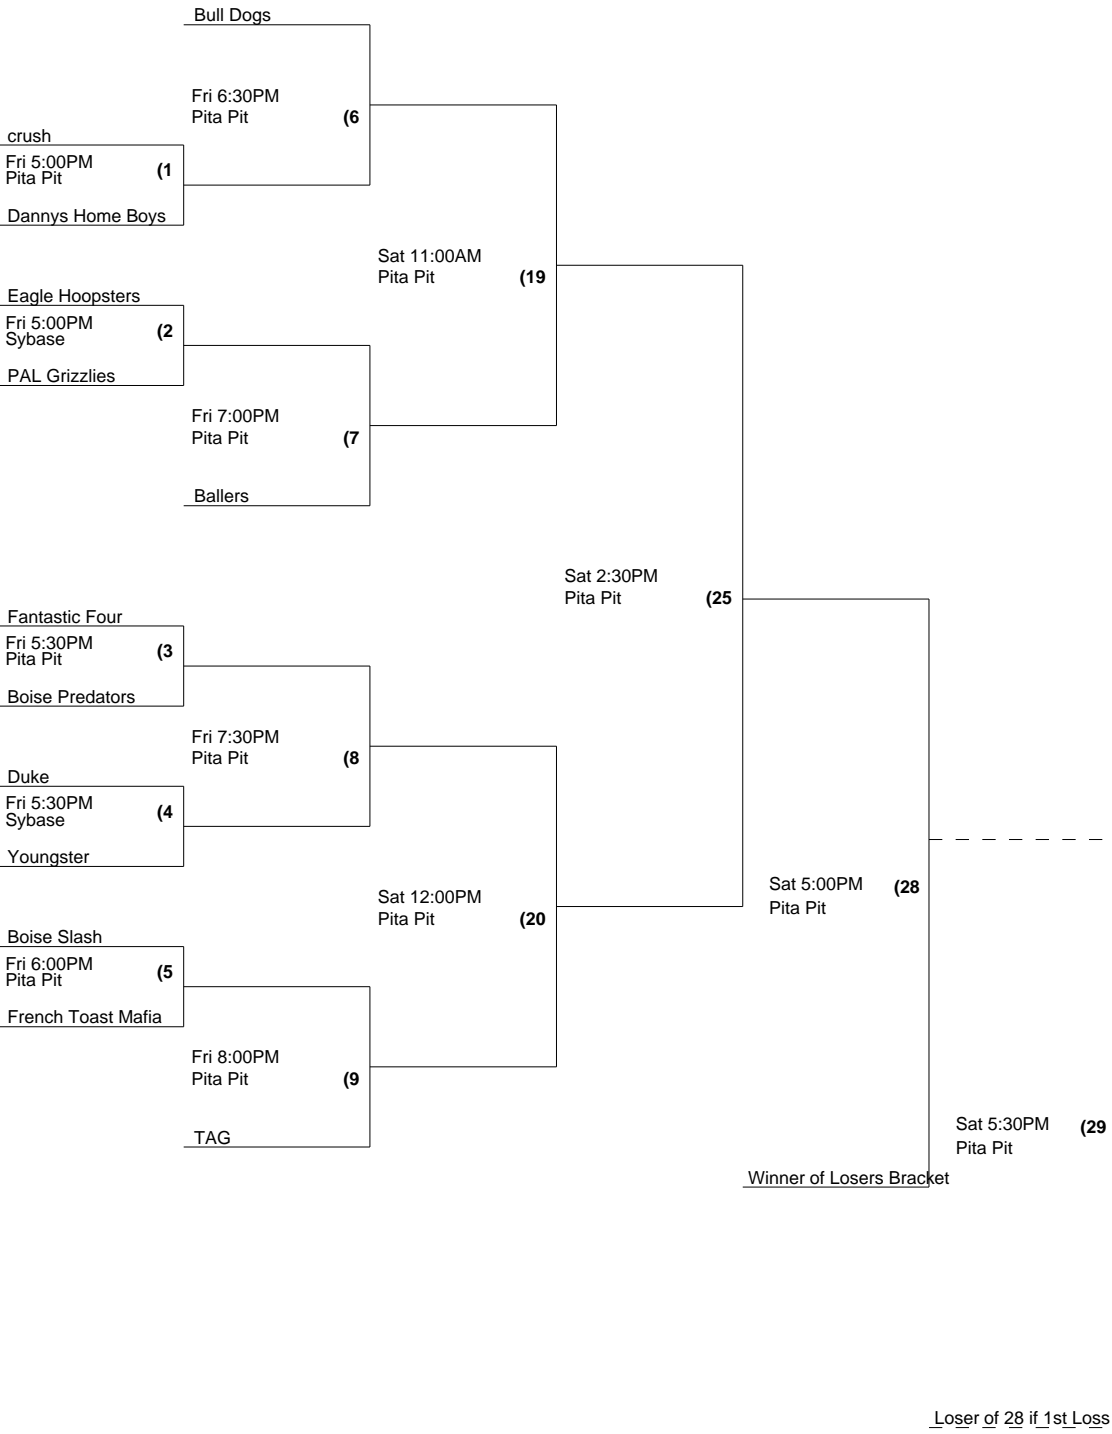 Bull Dogs
Fri 6:30PM
Pita Pit (6
crush
Fri 5:00PM
Pita Pit (1
Dannys Home Boys
Sat 11:00AM
Pita Pit (19
Eagle Hoopsters
Fri 5:00PM
Sybase (2
PAL Grizzlies
Fri 7:00PM
Pita Pit (7
Ballers
Sat 2:30PM
Pita Pit (25
Fantastic Four
Fri 5:30PM
Pita Pit (3
Boise Predators
Fri 7:30PM
Pita Pit (8
Duke
Fri 5:30PM
Sybase (4
Youngster
Sat 5:00PM (28
Pita Pit
Sat 12:00PM
Pita Pit (20
Boise Slash
Fri 6:00PM
Pita Pit (5
French Toast Mafia
Fri 8:00PM
Pita Pit (9
TAG
Sat 5:30PM (29
Pita Pit
Winner of Losers Bracket
Loser of 28 if 1st Loss